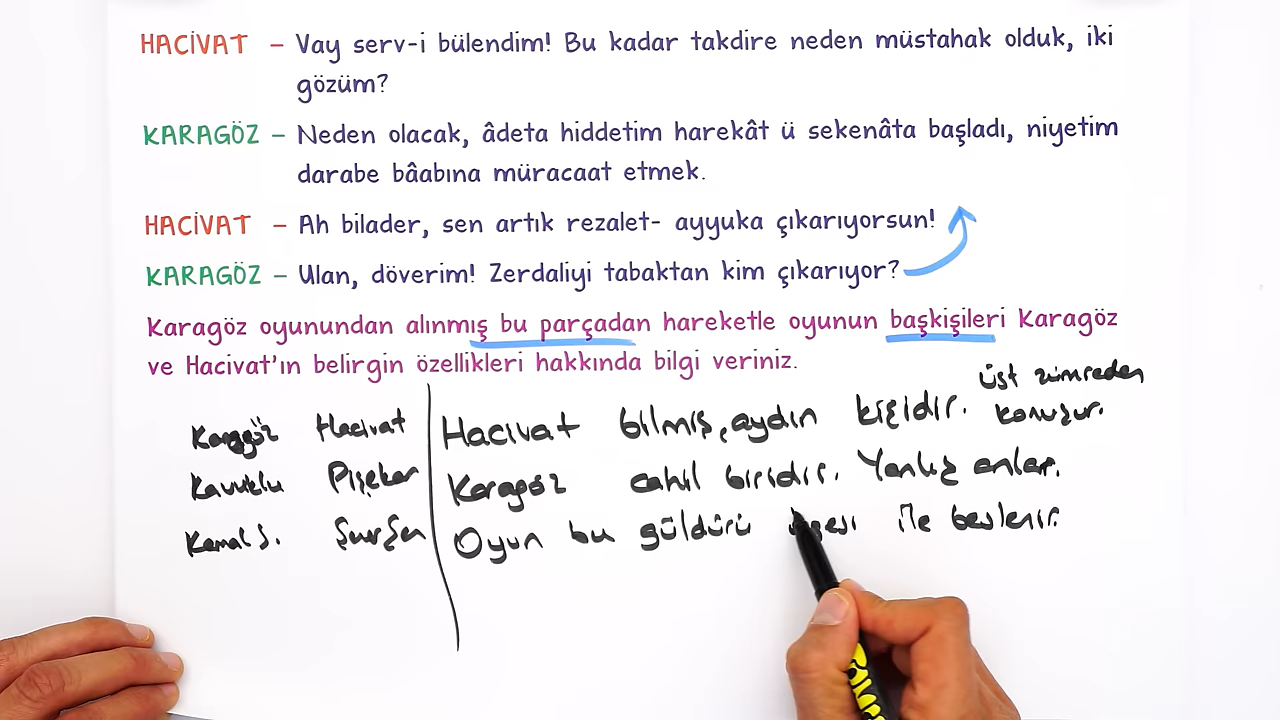 HACİVAT – Vay serv-i bülendim! Bu kadar takdire neden müstahak olduk, iki
gözüm?
KARAGÖZ – Neden olacak, âdeta hiddetim harekât ü sekenâta başladı, niyetim
darabe bâabına müracaat etmek.
HACİVAT – Ah bilader, sen artık rezalet- ayyuka çıkarıyorsun!
KARAGÖZ – Ulan, döverim! Zerdaliyi tabaktan kim çıkarıyor?
Karagöz oyunundan alınmış bu parçadan hareketle oyunun başkişileri Karagöz
ve Hacivat'ın belirgin özellikleri hakkında bilgi veriniz.
Karagöz Hacivat
Kavuklu Pişekar
Kemal S. Şener Şen
Hacivat bilmiş, aydın kişidir. üst zümreden
konuşur.
Karagöz cahil biridir. Yanlış anlar.
Oyun bu güldürü ile beslenir.